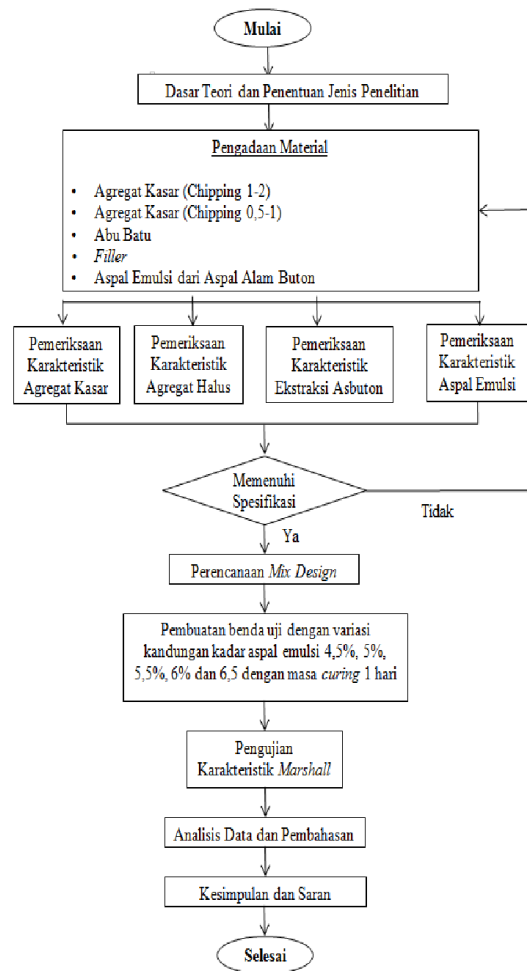 Mulai
Dasar Teori dan Penentuan Jenis Penelitian
Pengadaan Material
• Agregat Kasar (Chipping 1-2)
• Agregat Kasar (Chipping 0,5-1)
• Abu Batu
• Filler
• Aspal Emulsi dari Aspal Alam Buton
Pemeriksaan
Karakteristik
Agregat Kasar
Pemeriksaan
Karakteristik
Agregat Halus
Pemeriksaan
Karakteristik
Ekstraksi Asbuton
Pemeriksaan
Karakteristik
Aspal Emulsi
Memenuhi
Spesifikasi
Tidak
Ya
Perencanaan Mix Design
Pembuatan benda uji dengan variasi
kandungan kadar aspal emulsi 4,5%, 5%,
5,5%, 6% dan 6,5 dengan masa curing 1 hari
Pengujian
Karakteristik Marshall
Analisis Data dan Pembahasan
Kesimpulan dan Saran
Selesai